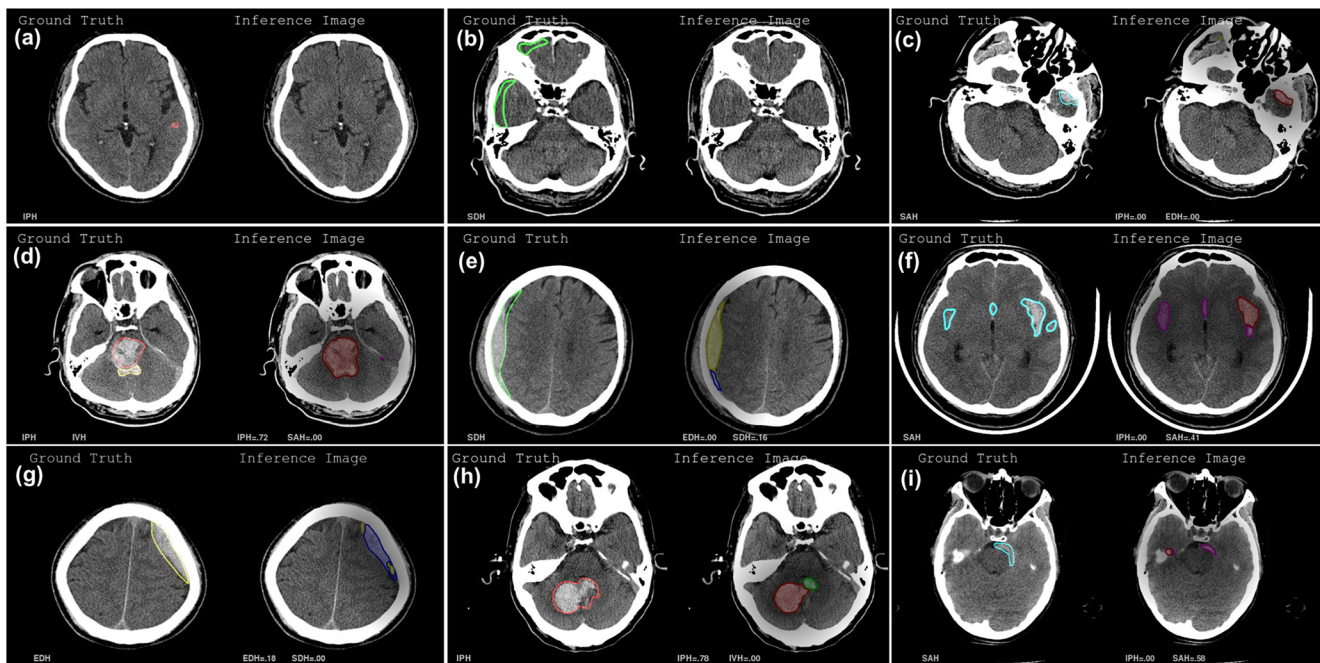 Ground Truth Inference Image
(a)
IPH
Ground Truth Inference Image
(b)
SDH
Ground Truth Inference Image
(c)
SAH IPH=.00 EDH=.00
Ground Truth Inference Image
(d)
IPH IVH IPH=.72 SAH=.00
Ground Truth Inference Image
(e)
SDH EDH=.00 SDH=.16
Ground Truth Inference Image
(f)
SAH IPH=.00 SAH=.41
Ground Truth Inference Image
(g)
EDH EDH=.18 SDH=.00
Ground Truth Inference Image
(h)
IPH IPH=.78 IVH=.00
Ground Truth Inference Image
(i)
SAH IPH=.00 SAH=.58